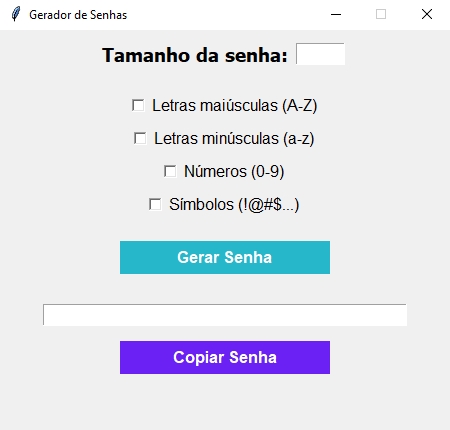 Gerador de Senhas
Tamanho da senha:
Letras maiúsculas (A-Z)
Letras minúsculas (a-z)
Números (0-9)
Símbolos (!@#$...)
Gerar Senha
Copiar Senha